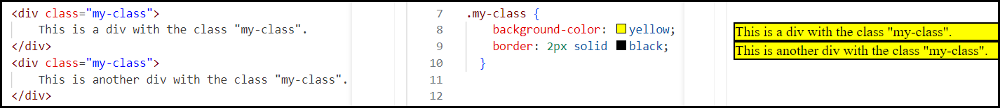 <div class="my-class">
    This is a div with the class "my-class".
</div>
<div class="my-class">
    This is another div with the class "my-class".
</div>
7 .my-class {
8     background-color: yellow;
9     border: 2px solid black;
10   }
11
12
This is a div with the class "my-class".
This is another div with the class "my-class".